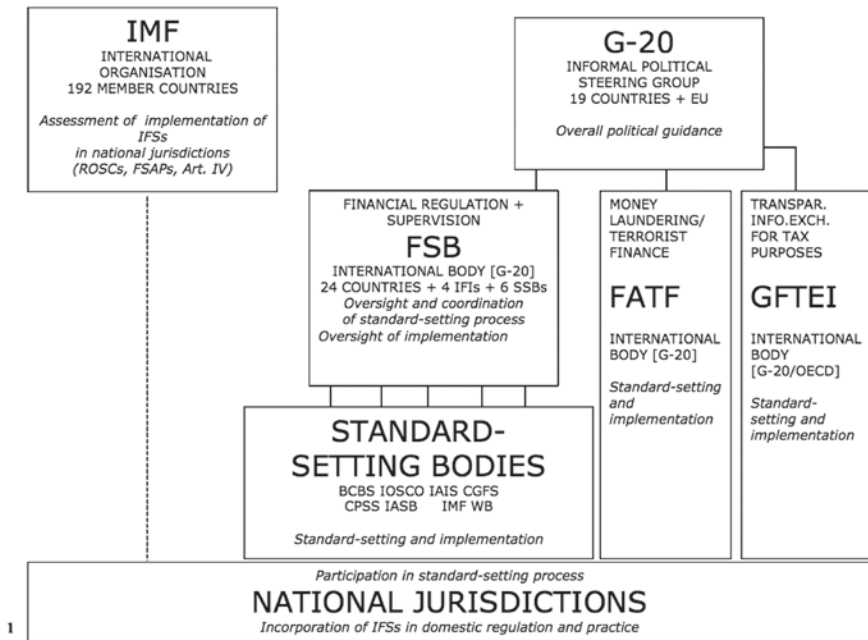 IMF
INTERNATIONAL
ORGANISATION
192 MEMBER COUNTRIES
Assessment of implementation of
IFSs
in national jurisdictions
(ROSCs, FSAPs, Art. IV)
G-20
INFORMAL POLITICAL
STEERING GROUP
19 COUNTRIES + EU
Overall political guidance
FINANCIAL REGULATION +
SUPERVISION
FSB
INTERNATIONAL BODY [G-20]
24 COUNTRIES + 4 IFIs + 6 SSBs
Oversight and coordination
of standard-setting process
Oversight of implementation
MONEY
LAUNDERING/
TERRORIST
FINANCE
FATF
INTERNATIONAL
BODY [G-20]
Standard-setting
and
implementation
TRANSPAR.
INFO.EXCH.
FOR TAX
PURPOSES
GFTEI
INTERNATIONAL
BODY
[G-20/OECD]
Standard-
setting and
implementation
STANDARD-
SETTING BODIES
BCBS IOSCO IAIS CGFS
CPSS IASB IMF WB
Standard-setting and implementation
Participation in standard-setting process
NATIONAL JURISDICTIONS
Incorporation of IFSs in domestic regulation and practice
1